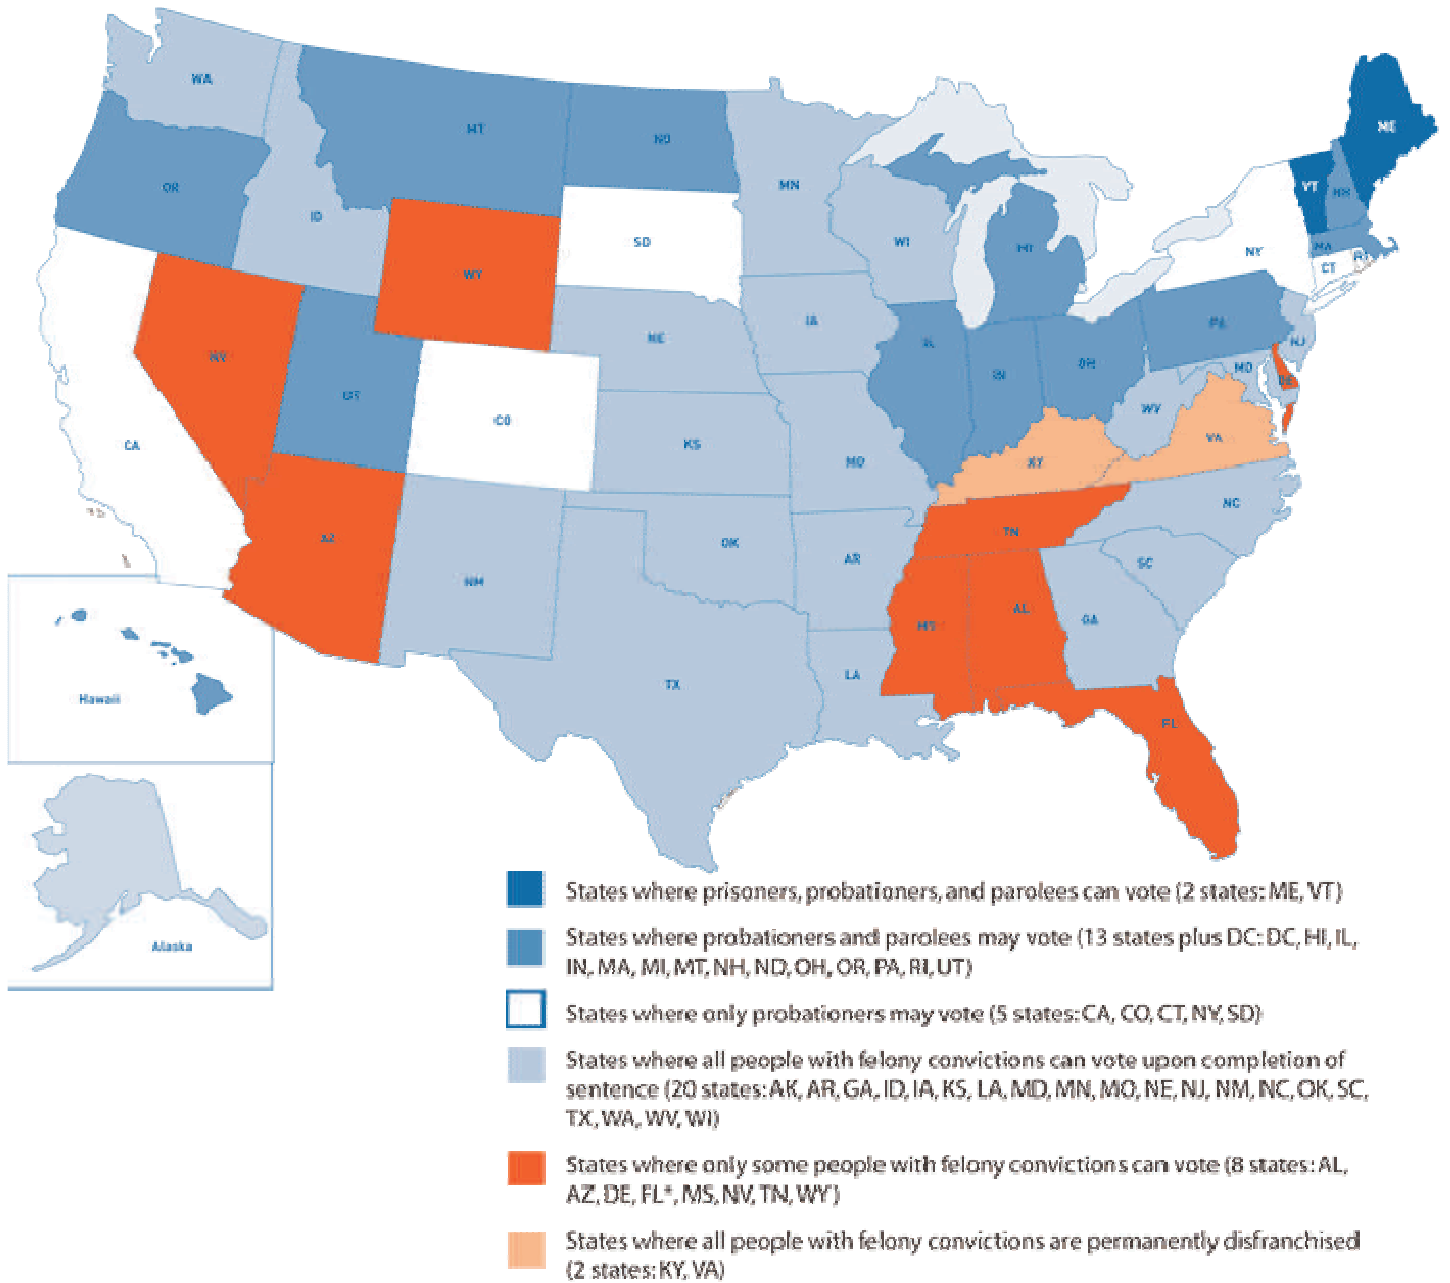 WA
MT
ND
ME
OR
ID
MN
VT
NH
SD
WI
MI
MA
WY
NY
CT
RI
NE
IA
PA
NV
IL
IN
OH
NJ
UT
MD
DE
CA
CO
KS
MO
WV
VA
KY
AZ
NM
OK
AR
TN
NC
SC
MS
AL
GA
TX
LA
Hawaii
FL
Alaska
States where prisoners, probationers, and parolees can vote (2 states: ME, VT)
States where probationers and parolees may vote (13 states plus DC: DC, HI, IL,
IN, MA, MI, MT, NH, ND, OH, OR, PA, RI, UT)
States where only probationers may vote (5 states: CA, CO, CT, NY, SD)
States where all people with felony convictions can vote upon completion of
sentence (20 states: AK, AR, GA, ID, IA, KS, LA, MD, MN, MO, NE, NJ, NM, NC, OK, SC,
TX, WA, WV, WI)
States where only some people with felony convictions can vote (8 states: AL,
AZ, DE, FL*, MS, NV, TN, WY)
States where all people with felony convictions are permanently disfranchised
(2 states: KY, VA)